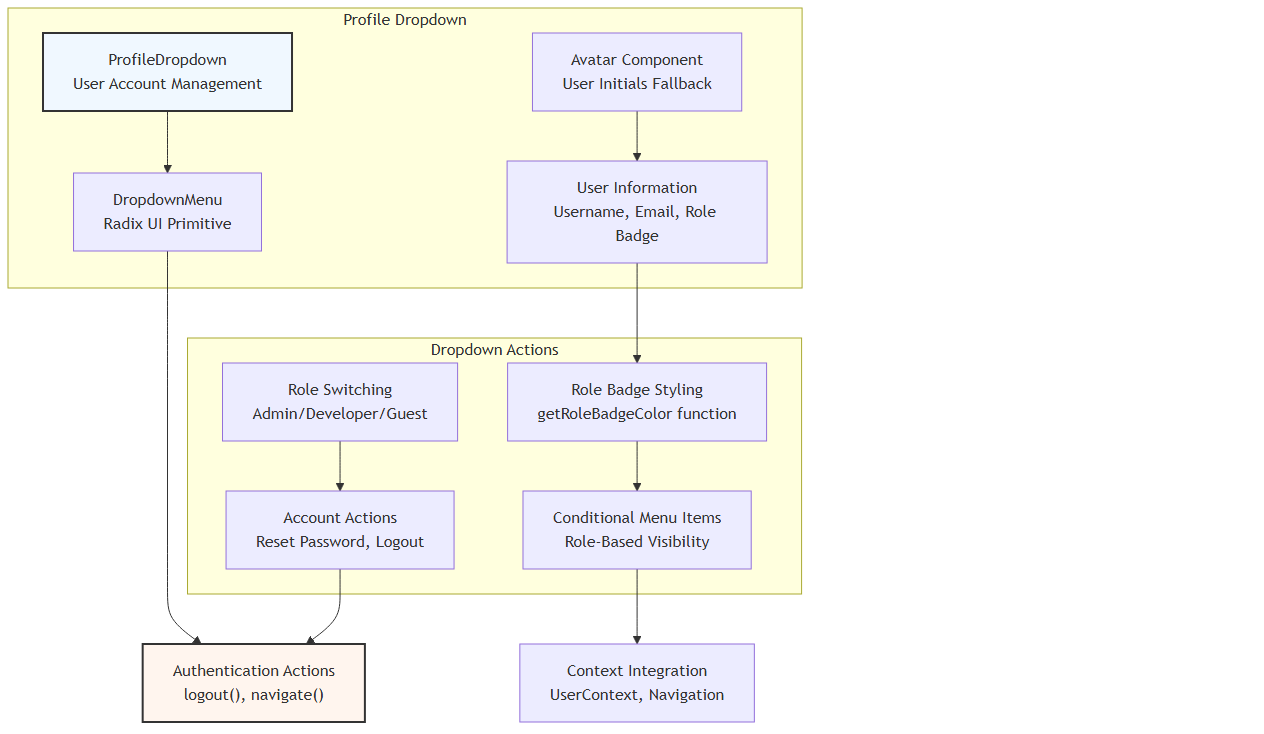 Profile Dropdown
ProfileDropdown
User Account Management
Avatar Component
User Initials Fallback
DropdownMenu
Radix UI Primitive
User Information
Username, Email, Role
Badge
Dropdown Actions
Role Switching
Admin/Developer/Guest
Role Badge Styling
getRoleBadgeColor function
Account Actions
Reset Password, Logout
Conditional Menu Items
Role-Based Visibility
Authentication Actions
logout(), navigate()
Context Integration
UserContext, Navigation